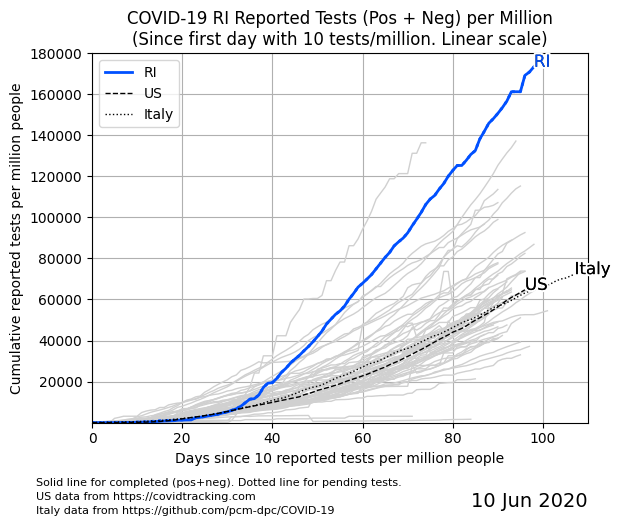 COVID-19 RI Reported Tests (Pos + Neg) per Million
(Since first day with 10 tests/million. Linear scale)
180000
160000
140000
120000
100000
80000
60000
40000
20000
Cumulative reported tests per million people
RI
US
Italy
RI
Italy
US
0
20
40
60
80
100
Days since 10 reported tests per million people
Solid line for completed (pos+neg). Dotted line for pending tests.
US data from https://covidtracking.com
Italy data from https://github.com/pcm-dpc/COVID-19
10 Jun 2020